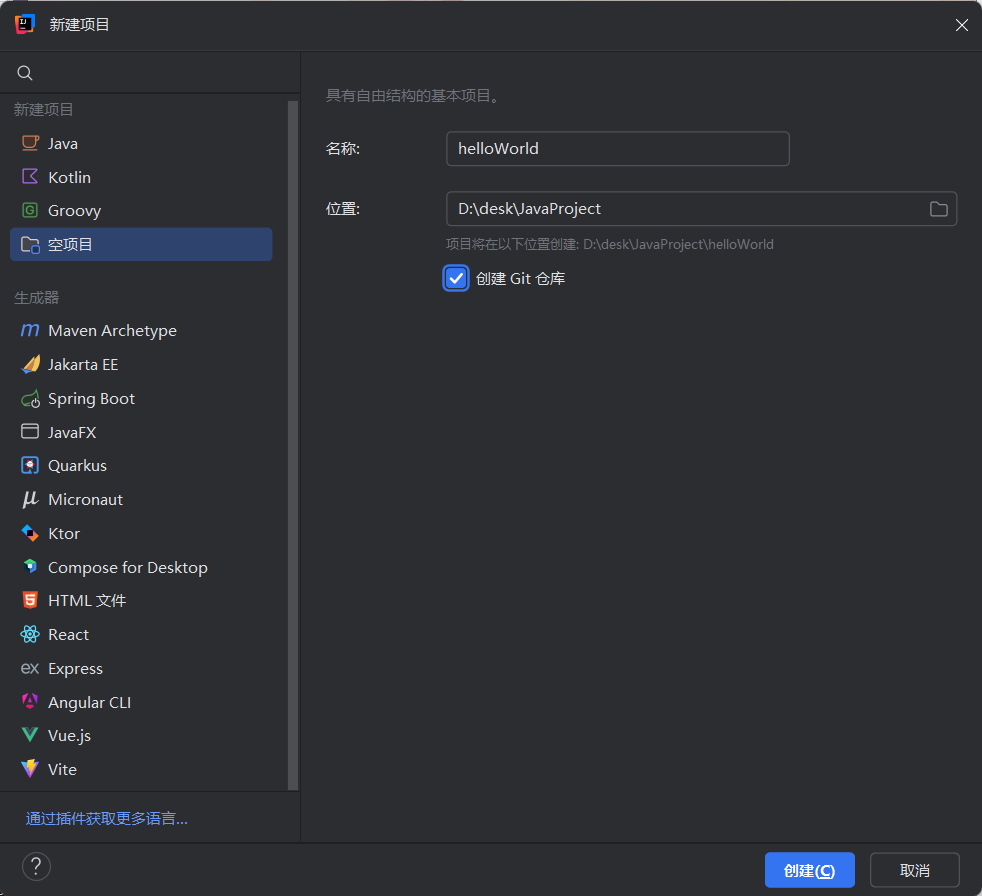 新建项目
新建项目
Java
Kotlin
Groovy
空项目
生成器
Maven Archetype
Jakarta EE
Spring Boot
JavaFX
Quarkus
Micronaut
Ktor
Compose for Desktop
HTML 文件
React
ex Express
Angular CLI
Vue.js
Vite
通过插件获取更多语言...
具有自由结构的基本项目。
名称: helloWorld
位置: D:\desk\JavaProject
项目将在以下位置创建: D:\desk\JavaProject\helloWorld
创建 Git 仓库
?
创建(C) 取消